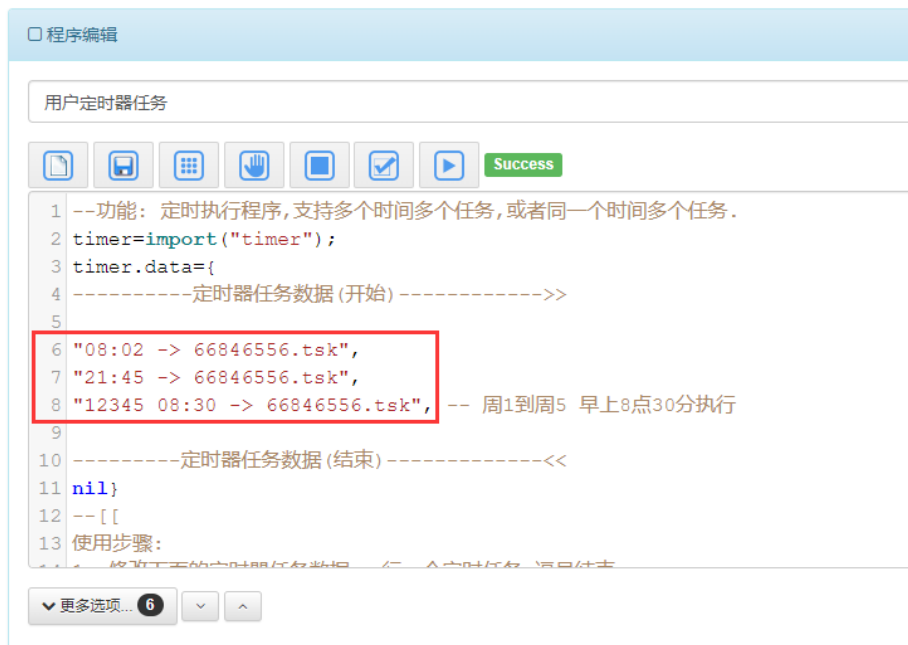 程序编辑
用户定时器任务
Success
1 --功能: 定时执行程序,支持多个时间多个任务,或者同一个时间多个任务.
2 timer=import("timer");
3 timer.data={
4 ----------定时器任务数据(开始)------------>>
5
6 "08:02 -> 66846556.tsk",
7 "21:45 -> 66846556.tsk",
8 "12345 08:30 -> 66846556.tsk", -- 周1到周5 早上8点30分执行
9
10 ---------定时器任务数据(结束)-------------<<
11 nil}
12 --[[
13 使用步骤:
更多选项... 6